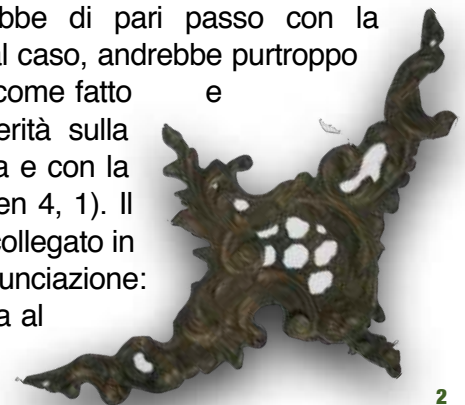 bbe di pari passo con la
al caso, andrebbe purtroppo
come fatto e
erità sulla
a e con la
en 4, 1). Il
collegato in
unciazione:
a al
2